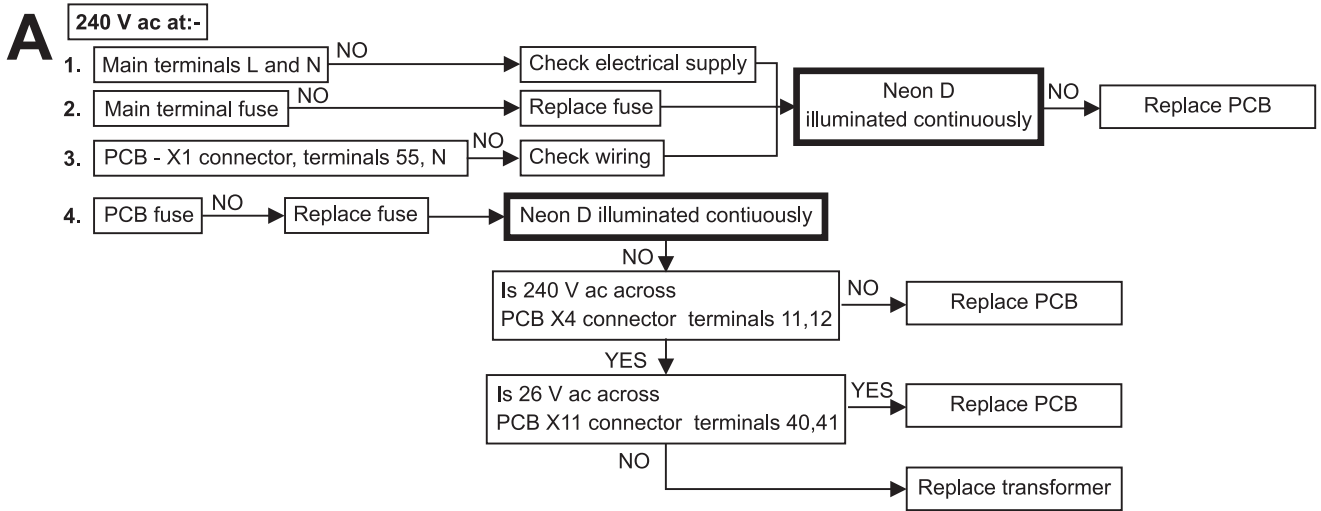 A
240 V ac at:-
1. Main terminals L and N
NO
Check electrical supply
2. Main terminal fuse
NO
Replace fuse
3. PCB - X1 connector, terminals 55, N
NO
Check wiring
Neon D
illuminated continuously
NO
Replace PCB
4. PCB fuse
NO
Replace fuse
Neon D illuminated contiuously
NO
Is 240 V ac across
PCB X4 connector terminals 11,12
NO
Replace PCB
YES
Is 26 V ac across
PCB X11 connector terminals 40,41
YES
Replace PCB
NO
Replace transformer